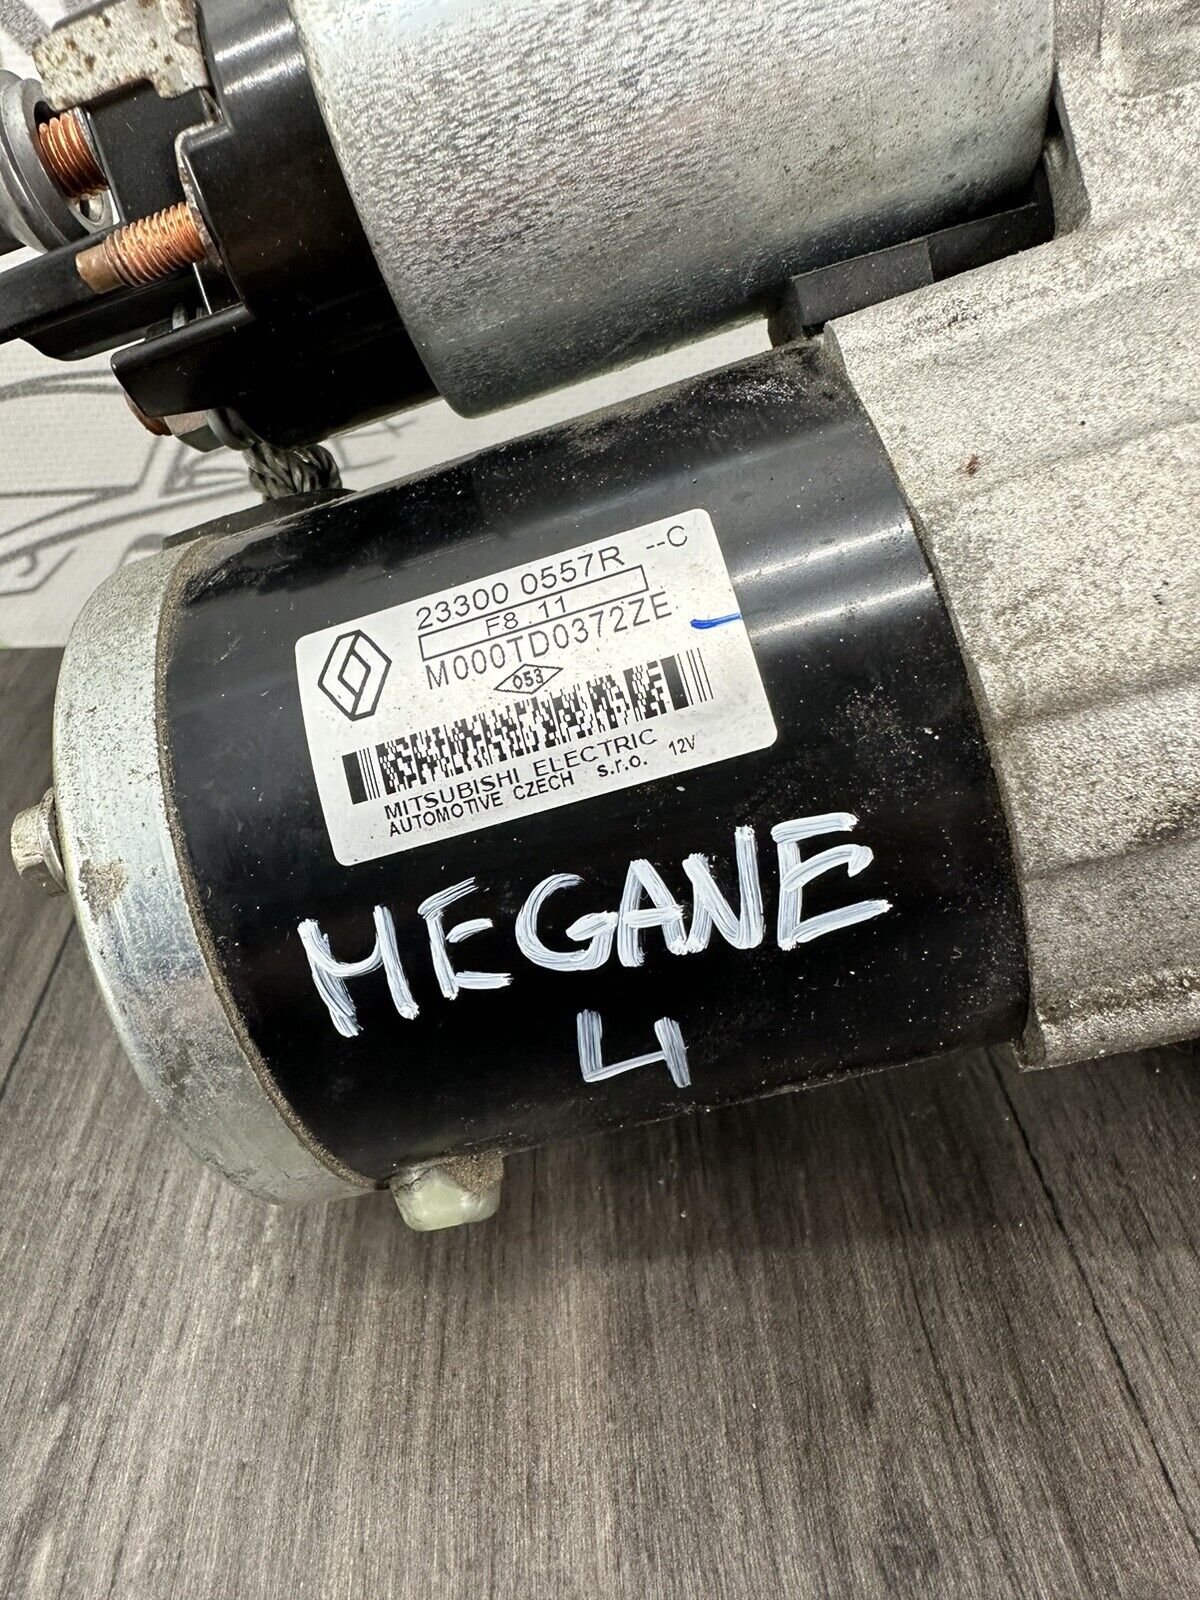 23300 0557R --C
F8.11
M000TD0372ZE
053
MITSUBISHI ELECTRIC
AUTOMOTIVE CZECH s.r.o. 12V
MEGANE
4